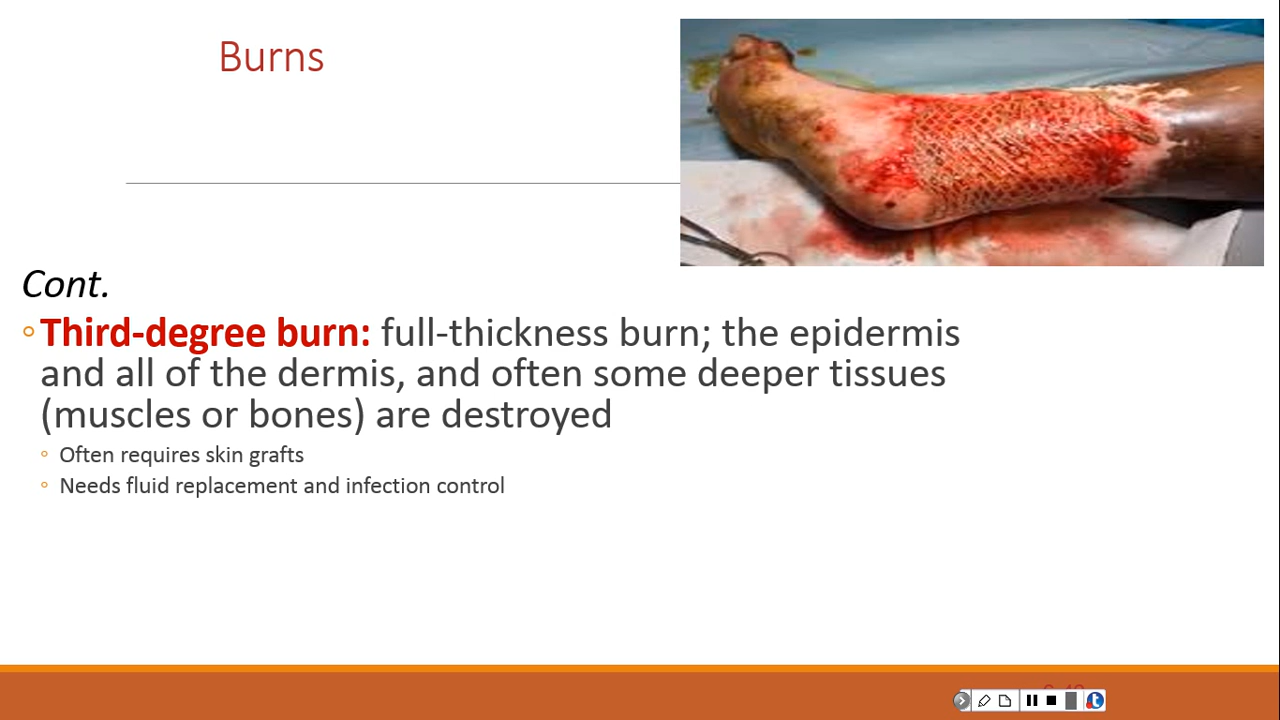 Burns
Cont.
Third-degree burn: full-thickness burn; the epidermis
and all of the dermis, and often some deeper tissues
(muscles or bones) are destroyed
Often requires skin grafts
Needs fluid replacement and infection control